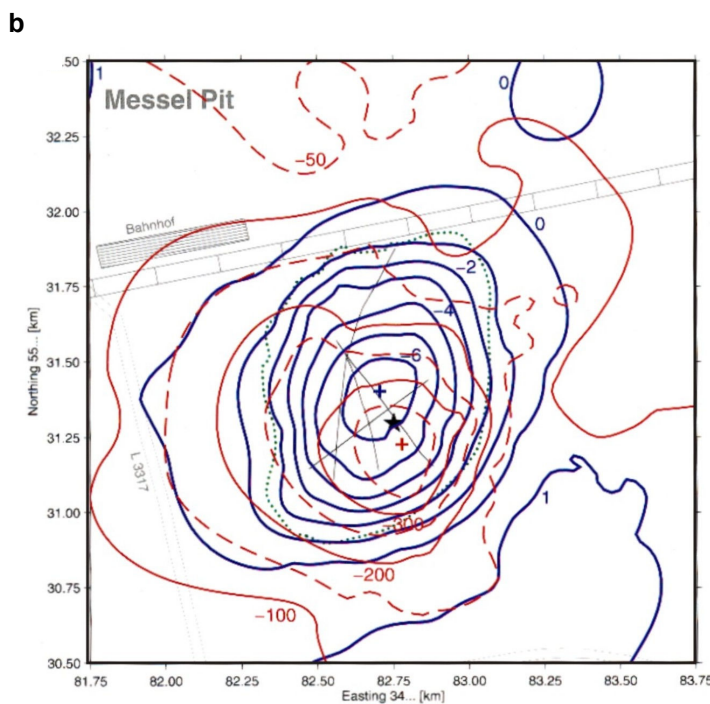 b
.50
1
0
Messel Pit
32.25
−50
32.00
Bahnhof
0
−2
31.75
−4
31.50
−6
Northing 55... [km]
31.25
L 3317
1
31.00
−300
−200
30.75
−100
30.50
81.75 82.00 82.25 82.50 82.75 83.00 83.25 83.50 83.75
Easting 34... [km]